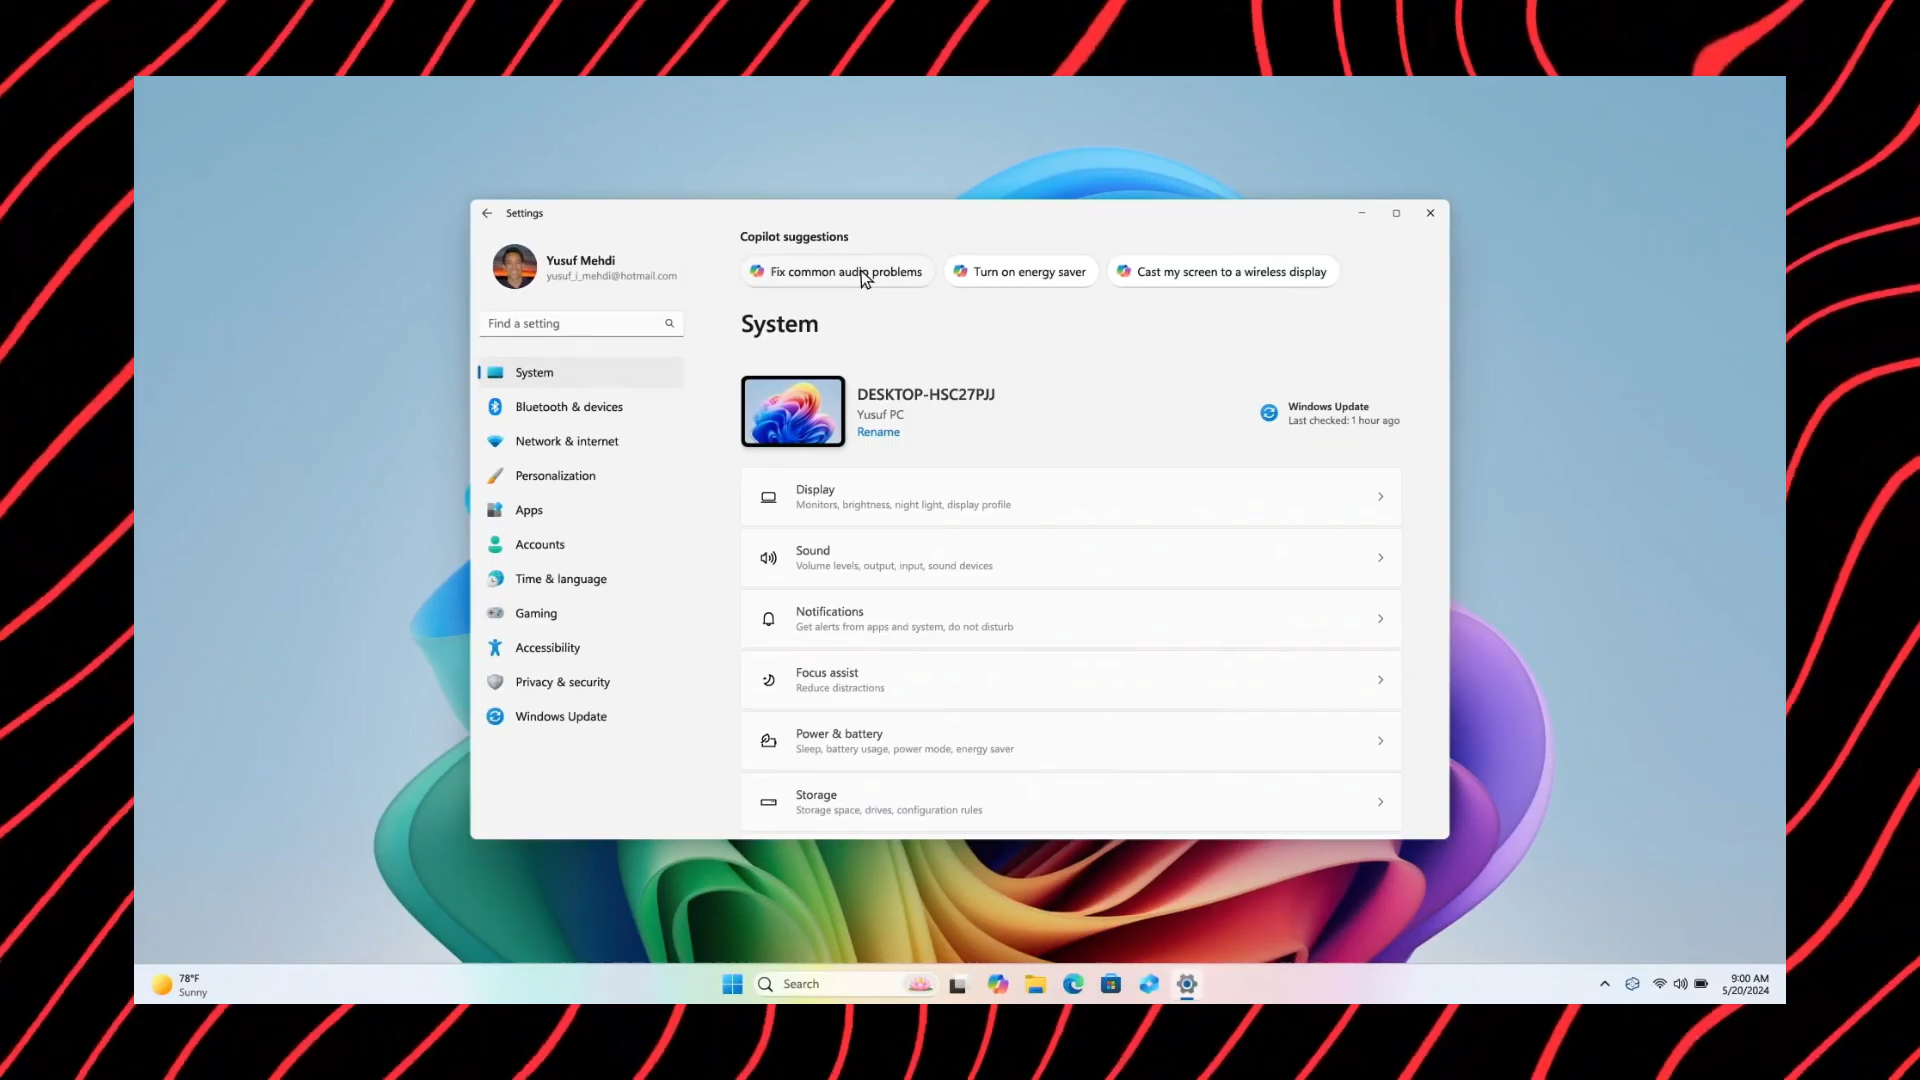 Settings
Yusuf Mehdi
yusuf_i_mehdi@hotmail.com
Find a setting
System
Bluetooth & devices
Network & internet
Personalization
Apps
Accounts
Time & language
Gaming
Accessibility
Privacy & security
Windows Update
Copilot suggestions
Fix common audio problems
Turn on energy saver
Cast my screen to a wireless display
System
DESKTOP-HSC27PJJ
Yusuf PC
Rename
Windows Update
Last checked: 1 hour ago
Display
Monitors, brightness, night light, display profile
Sound
Volume levels, output, input, sound devices
Notifications
Get alerts from apps and system, do not disturb
Focus assist
Reduce distractions
Power & battery
Sleep, battery usage, power mode, energy saver
Storage
Storage space, drives, configuration rules
78°F
Sunny
Search
9:00 AM
5/20/2024